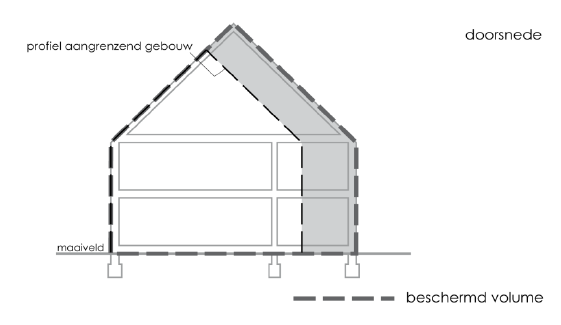 doorsnede
profiel aangrenzend gebouw
maaiveld
beschermd volume